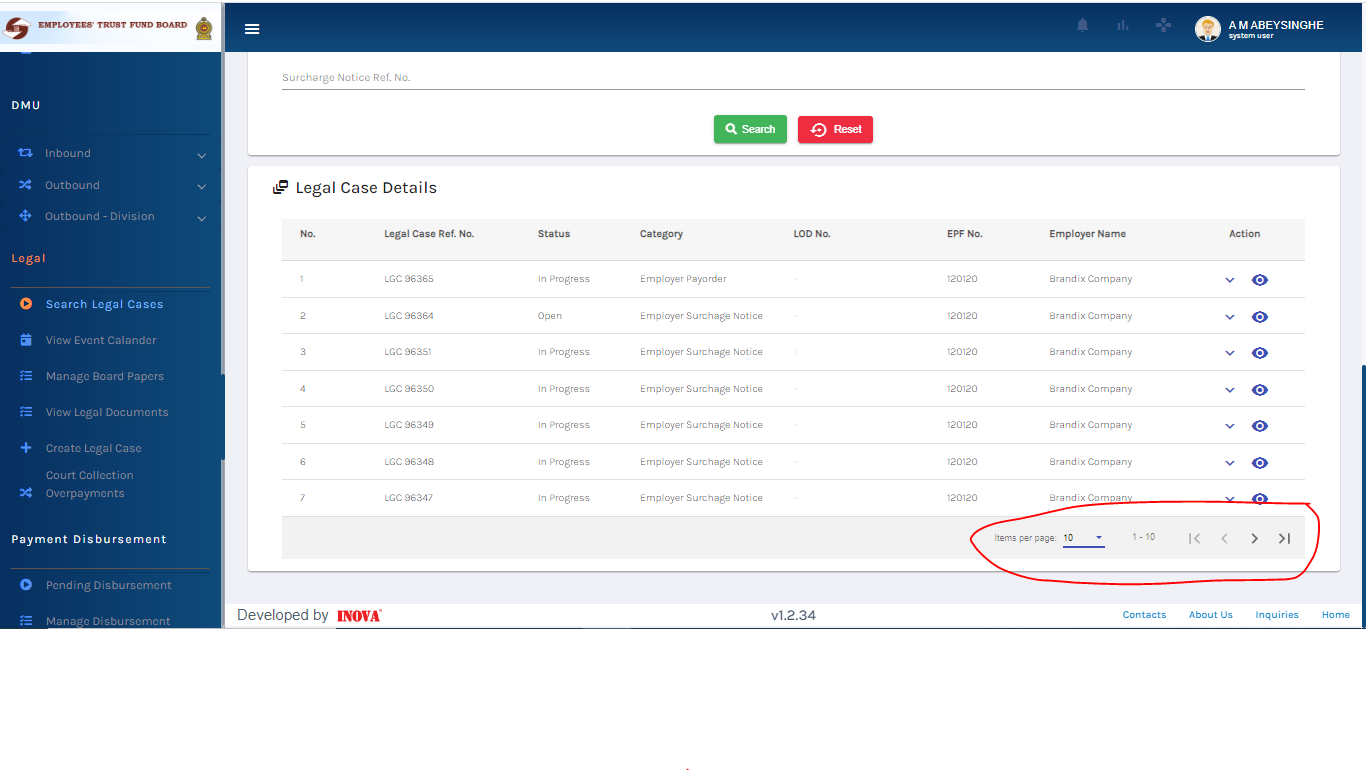 EMPLOYEES' TRUST FUND BOARD
A M ABEYSINGHE
system user
DMU
Inbound
Outbound
Outbound - Division
Legal
Search Legal Cases
View Event Calander
Manage Board Papers
View Legal Documents
Create Legal Case
Court Collection
Overpayments
Payment Disbursement
Pending Disbursement
Manage Disbursement
Surcharge Notice Ref. No.
Search Reset
Legal Case Details
No. Legal Case Ref. No. Status Category LOD No. EPF No. Employer Name Action
1 LGC 96365 In Progress Employer Payorder - 120120 Brandix Company
2 LGC 96364 Open Employer Surchage Notice - 120120 Brandix Company
3 LGC 96351 In Progress Employer Surchage Notice - 120120 Brandix Company
4 LGC 96350 In Progress Employer Surchage Notice - 120120 Brandix Company
5 LGC 96349 In Progress Employer Surchage Notice - 120120 Brandix Company
6 LGC 96348 In Progress Employer Surchage Notice - 120120 Brandix Company
7 LGC 96347 In Progress Employer Surchage Notice - 120120 Brandix Company
Items per page: 10 1 - 10
Developed by INOVA v1.2.34 Contacts About Us Inquiries Home